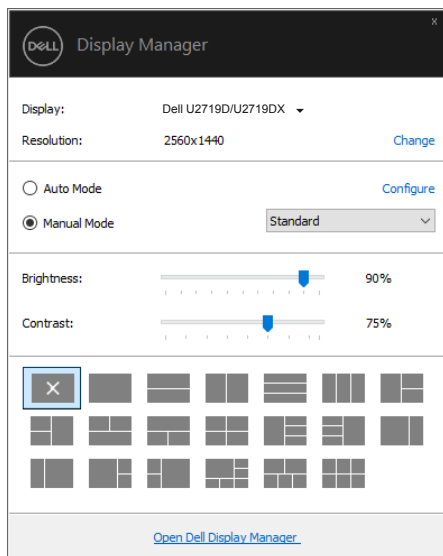 x
DELL Display Manager
Display: Dell U2719D/U2719DX
Resolution: 2560x1440 Change
Auto Mode Configure
Manual Mode Standard
Brightness: 90%
Contrast: 75%
Open Dell Display Manager